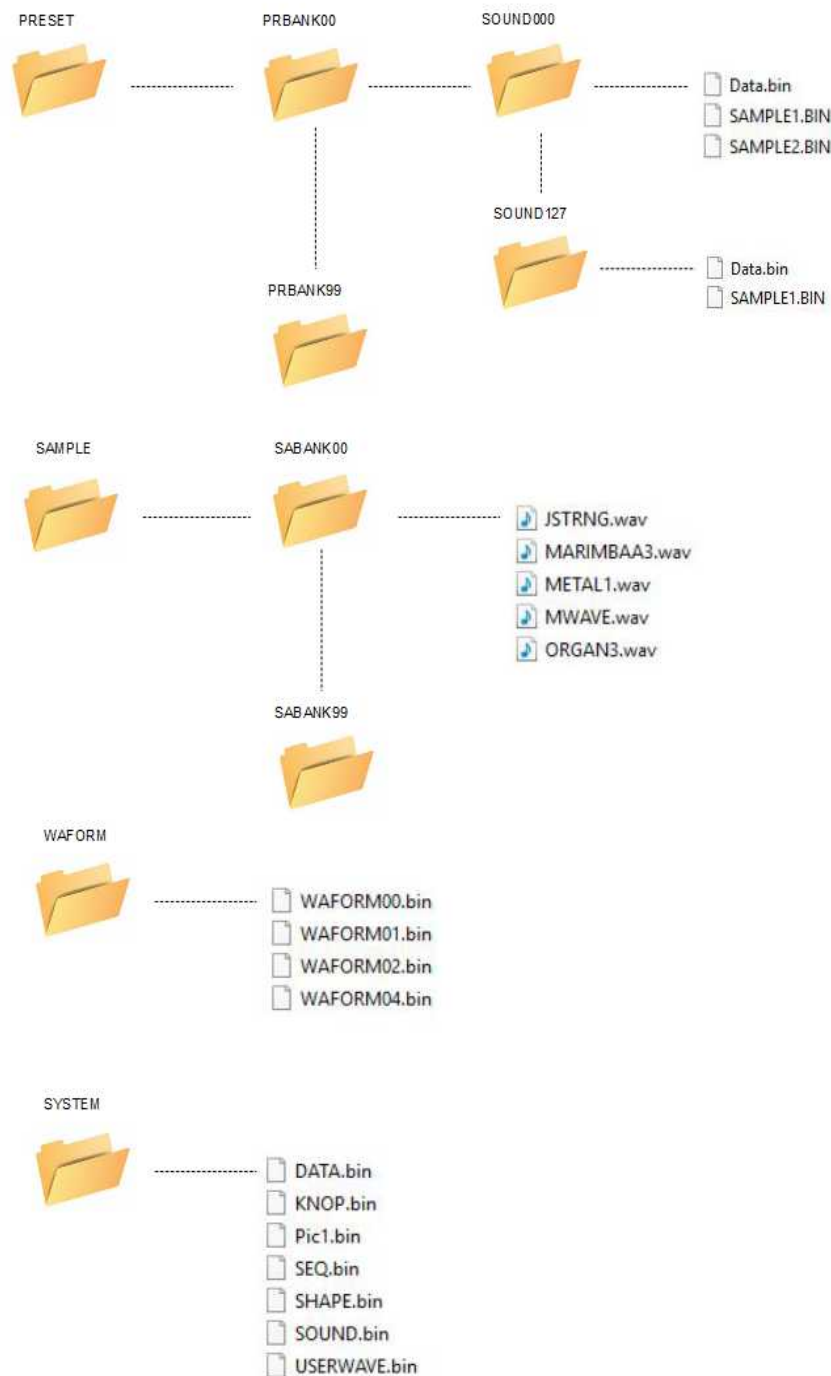 PRESET
PRBANK00
SOUND000
Data.bin
SAMPLE1.BIN
SAMPLE2.BIN
SOUND127
Data.bin
SAMPLE1.BIN
PRBANK99
SAMPLE
SABANK00
JSTRNG.wav
MARIMBAA3.wav
METAL1.wav
MWAVE.wav
ORGAN3.wav
SABANK99
WAFORM
WAFORM00.bin
WAFORM01.bin
WAFORM02.bin
WAFORM04.bin
SYSTEM
DATA.bin
KNOP.bin
Pic1.bin
SEQ.bin
SHAPE.bin
SOUND.bin
USERWAVE.bin